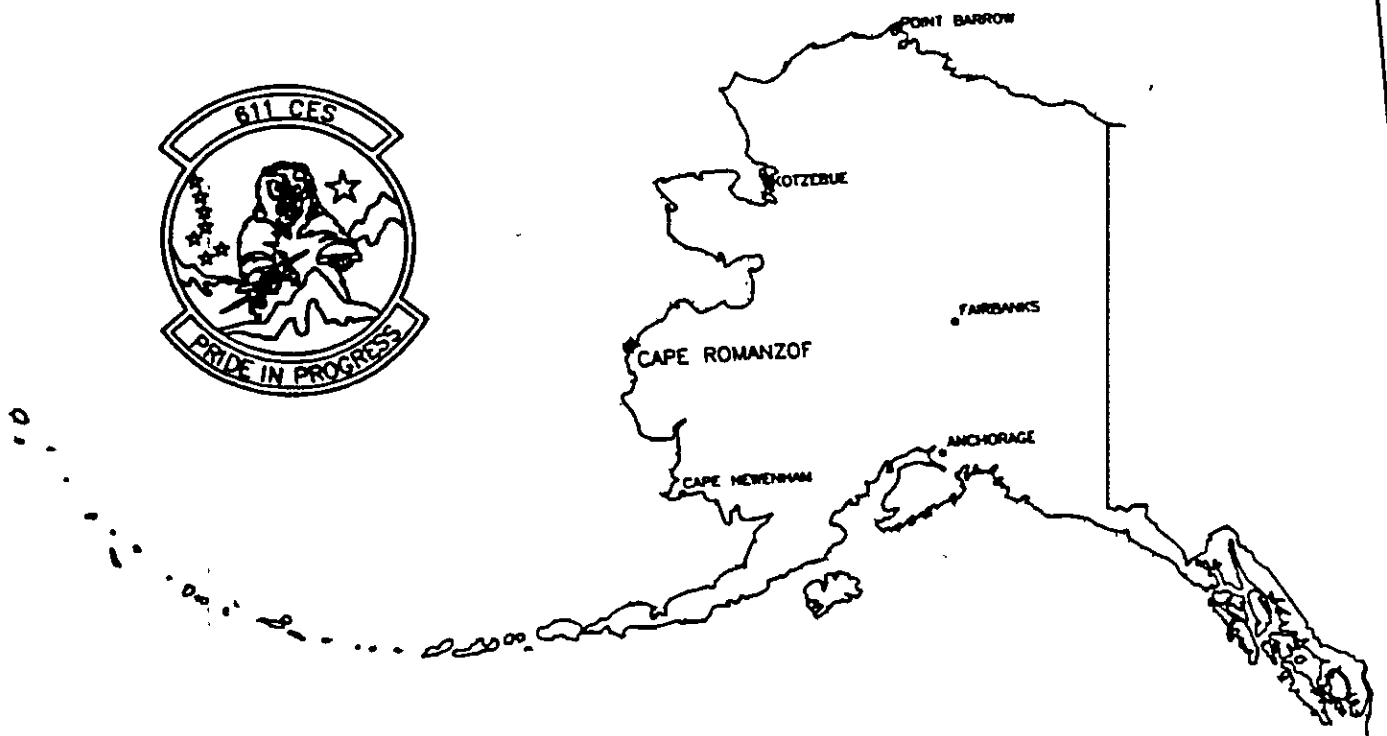 611 CES
PRIDE IN PROGRESS
POINT BARROW
KOTZEBUE
FAIRBANKS
CAPE ROMANZOF
ANCHORAGE
CAPE NEWENHAM